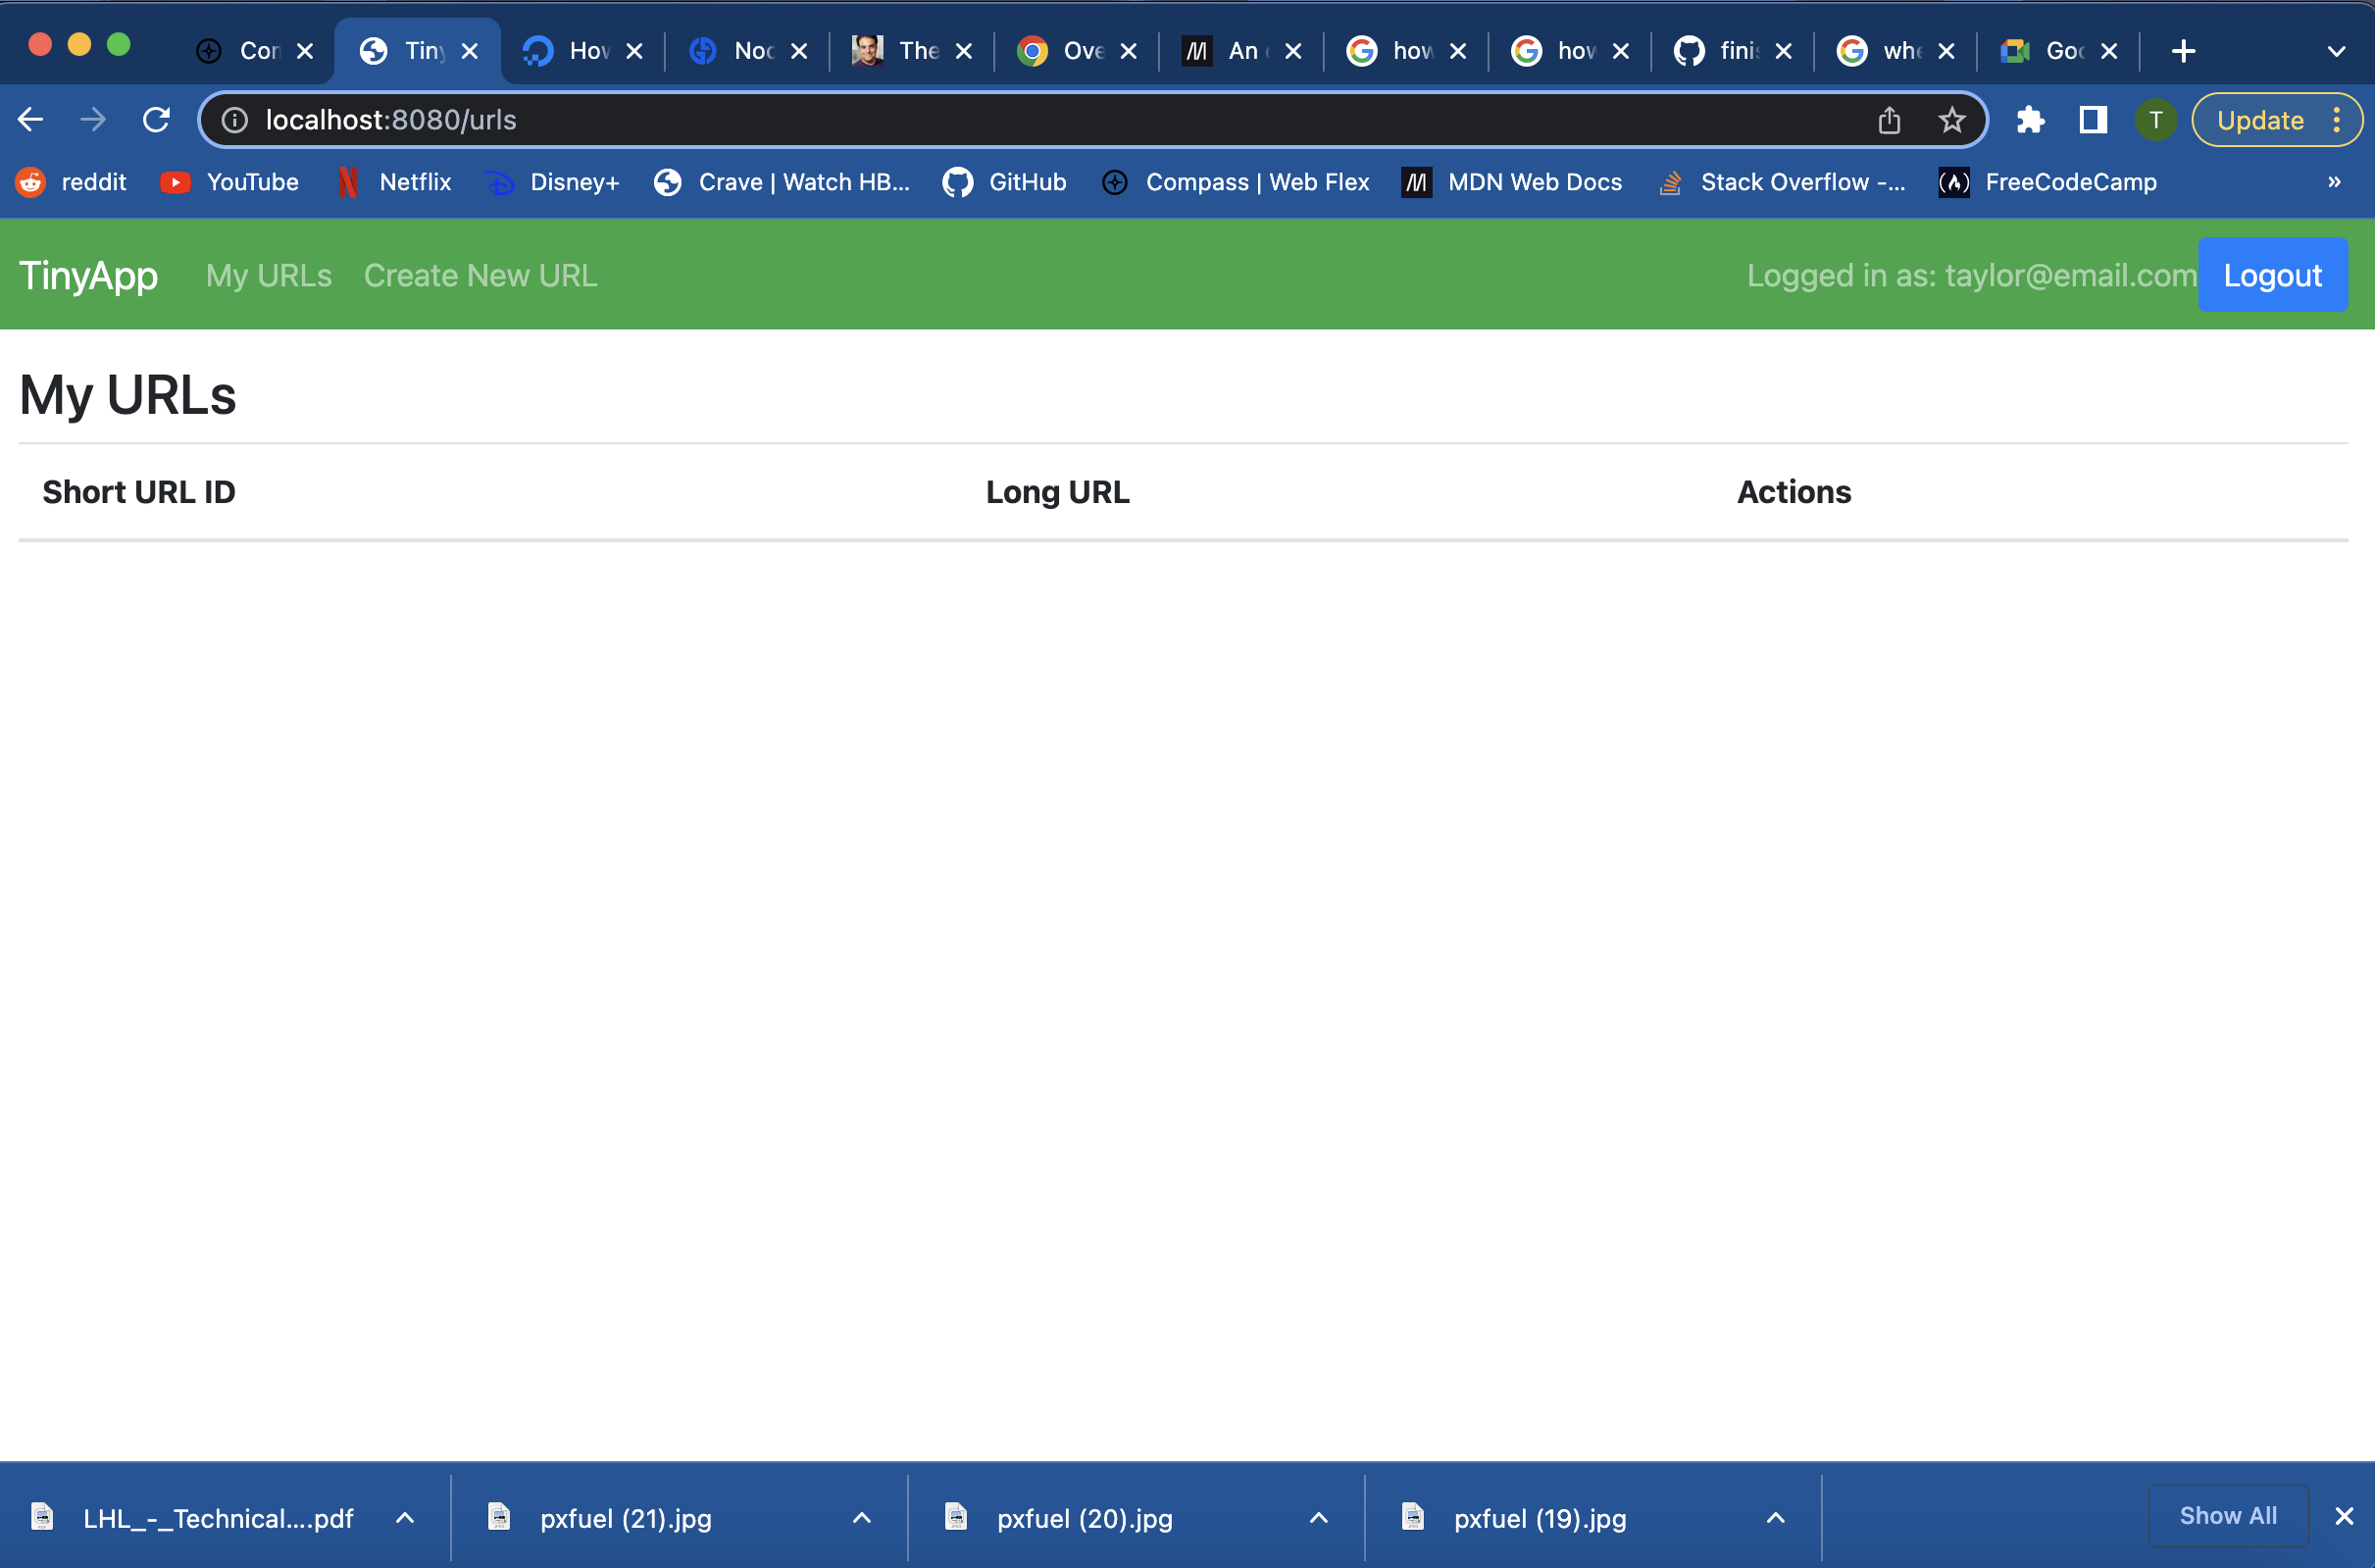 Con Tiny How Noc The Ove An how how finis whe Goo
localhost:8080/urls T Update
reddit YouTube Netflix Disney+ Crave | Watch HB... GitHub Compass | Web Flex MDN Web Docs Stack Overflow -... FreeCodeCamp »
TinyApp My URLs Create New URL Logged in as: taylor@email.com Logout
My URLs
Short URL ID Long URL Actions
LHL_-_Technical....pdf pxfuel (21).jpg pxfuel (20).jpg pxfuel (19).jpg Show All